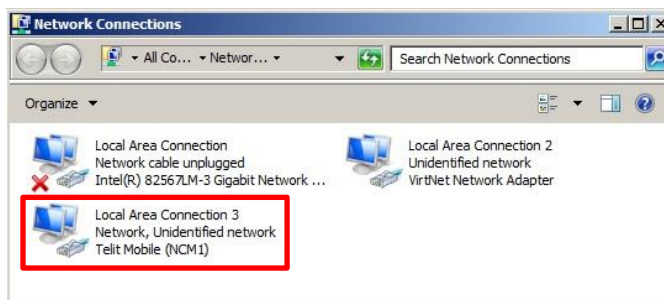 Network Connections
All Co... Networ...
Search Network Connections
Organize
Local Area Connection
Network cable unplugged
Intel(R) 82567LM-3 Gigabit Network ...
Local Area Connection 2
Unidentified network
VirtNet Network Adapter
Local Area Connection 3
Network, Unidentified network
Telit Mobile (NCM1)